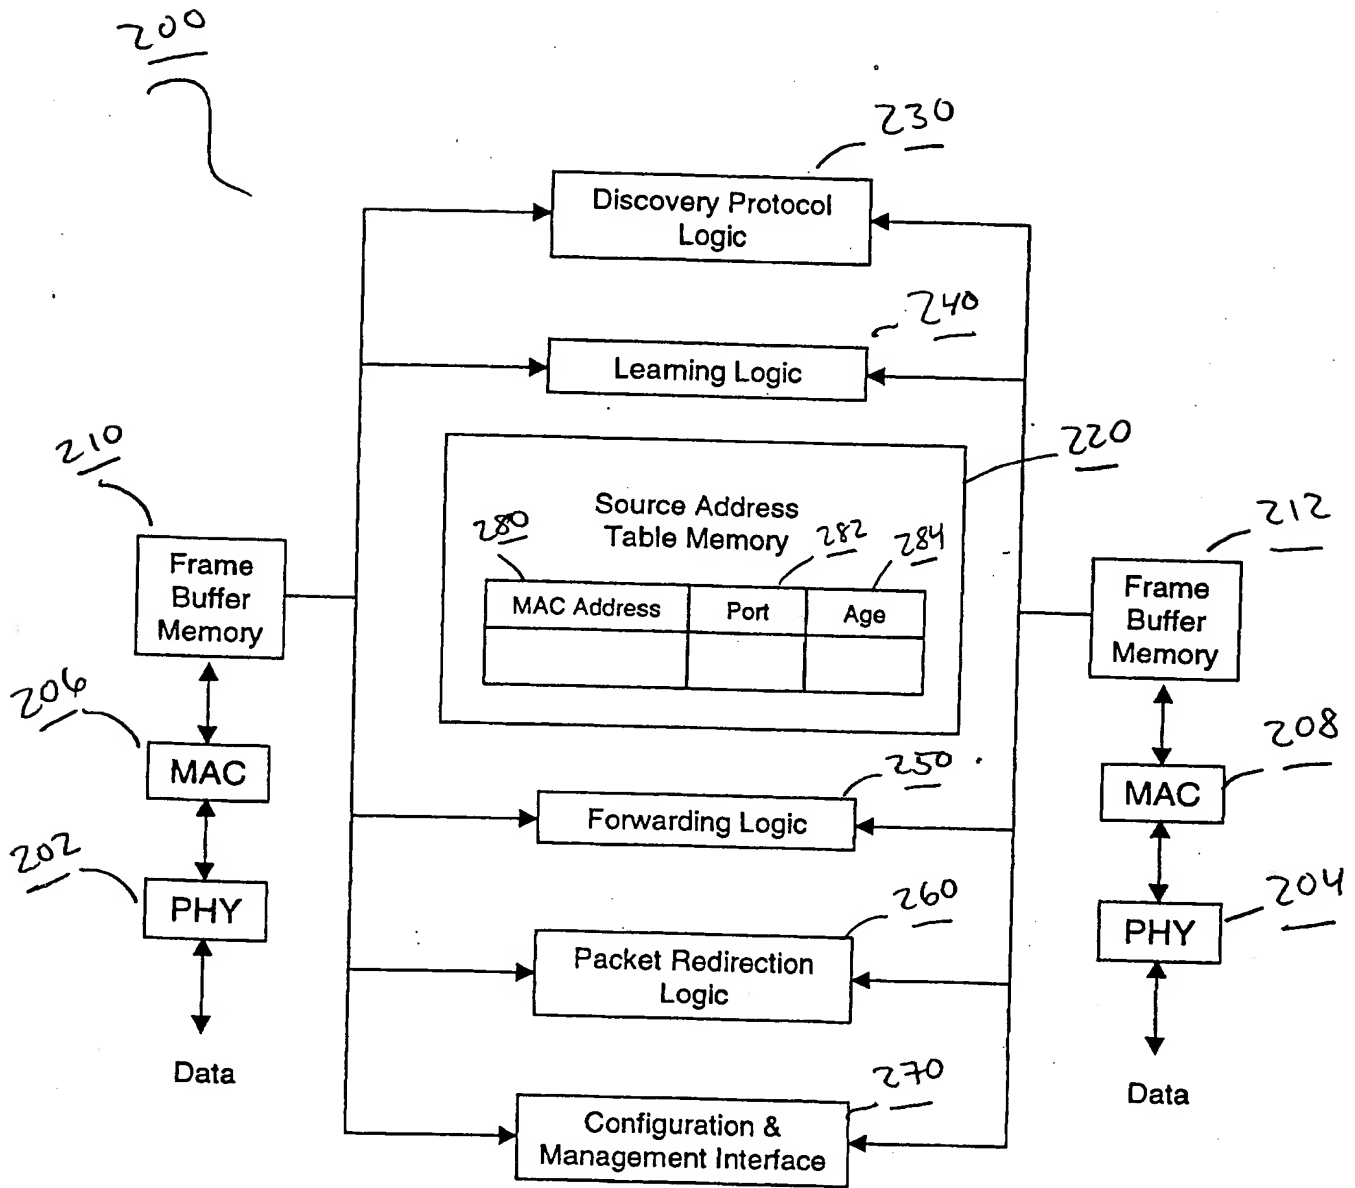 200
230
Discovery Protocol
Logic
240
Learning Logic
210
220
Source Address
Table Memory
280
282
284
MAC Address Port Age
212
Frame
Buffer
Memory
Frame
Buffer
Memory
206
MAC
208
MAC
250
Forwarding Logic
202
PHY
204
PHY
260
Packet Redirection
Logic
Data
Data
270
Configuration &
Management Interface